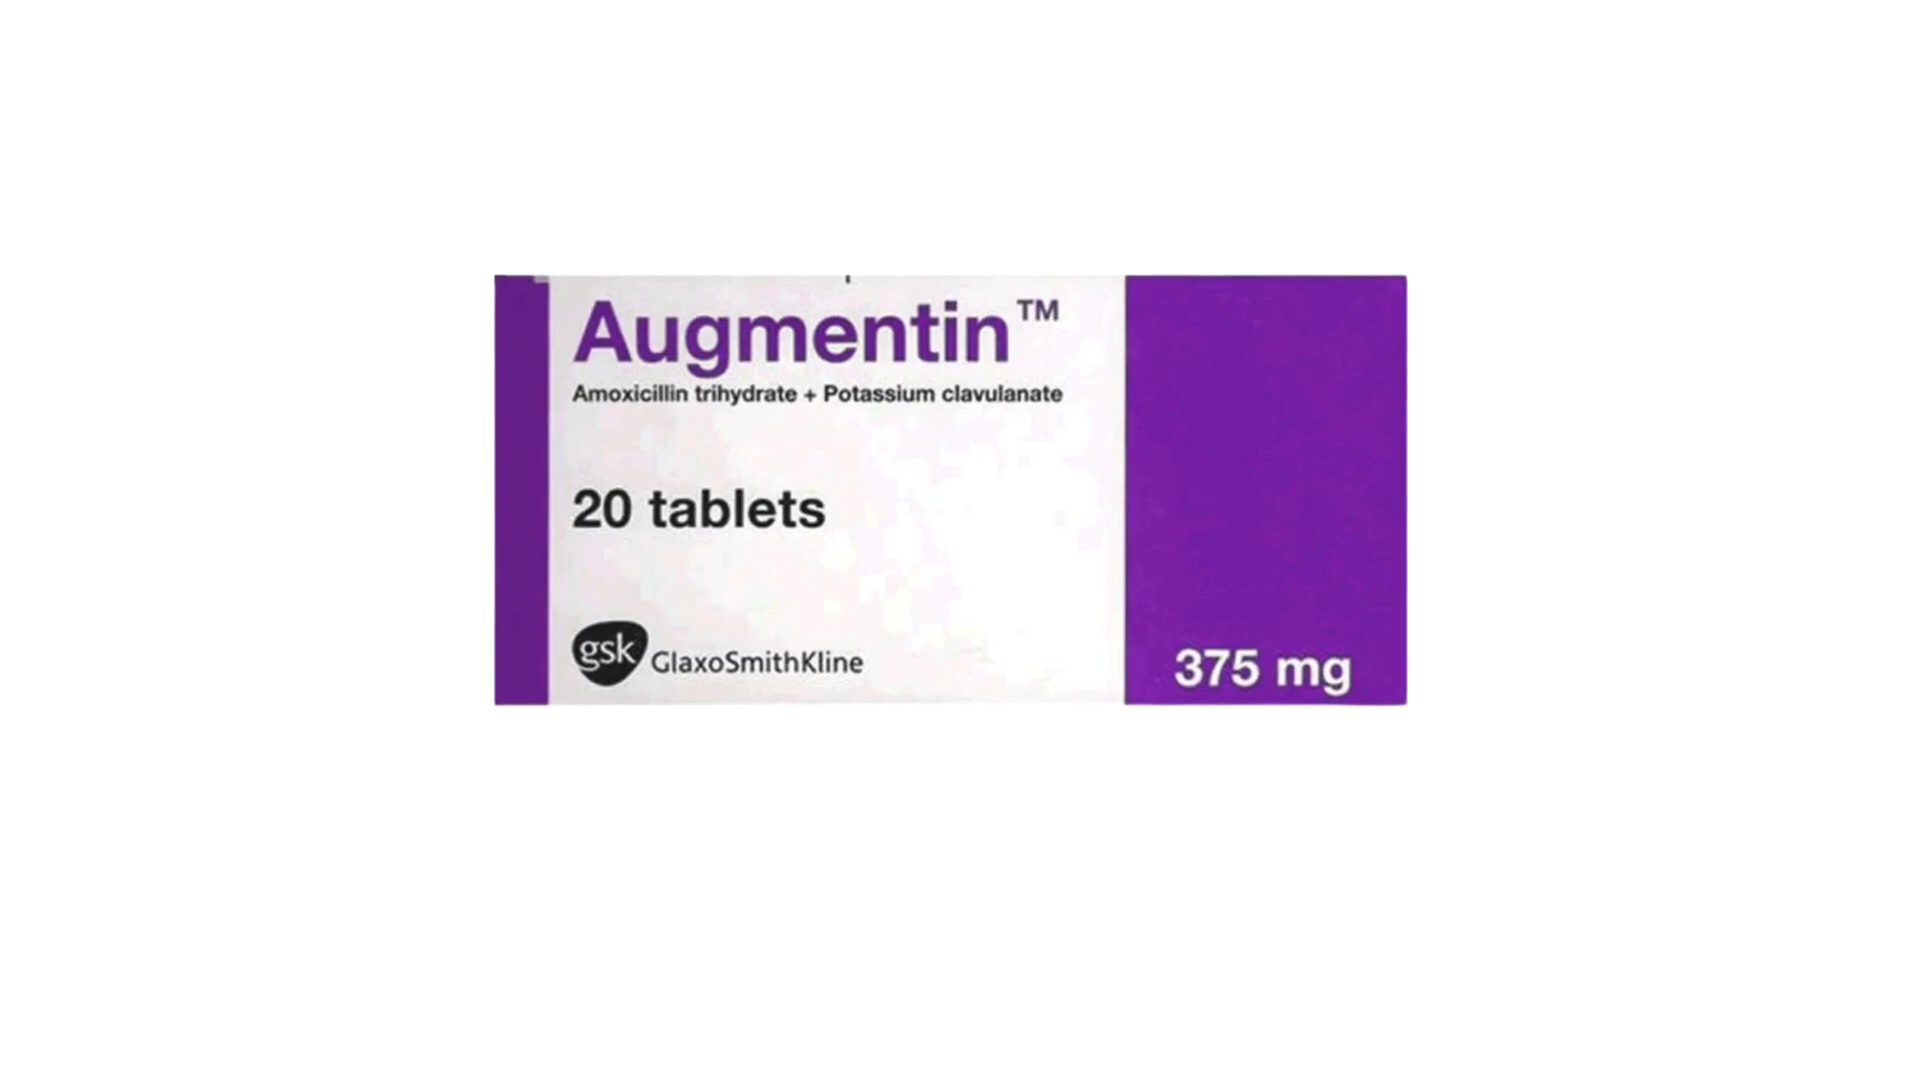 Augmentin™
Amoxicillin trihydrate + Potassium clavulanate
20 tablets
gsk GlaxoSmithKline
375 mg